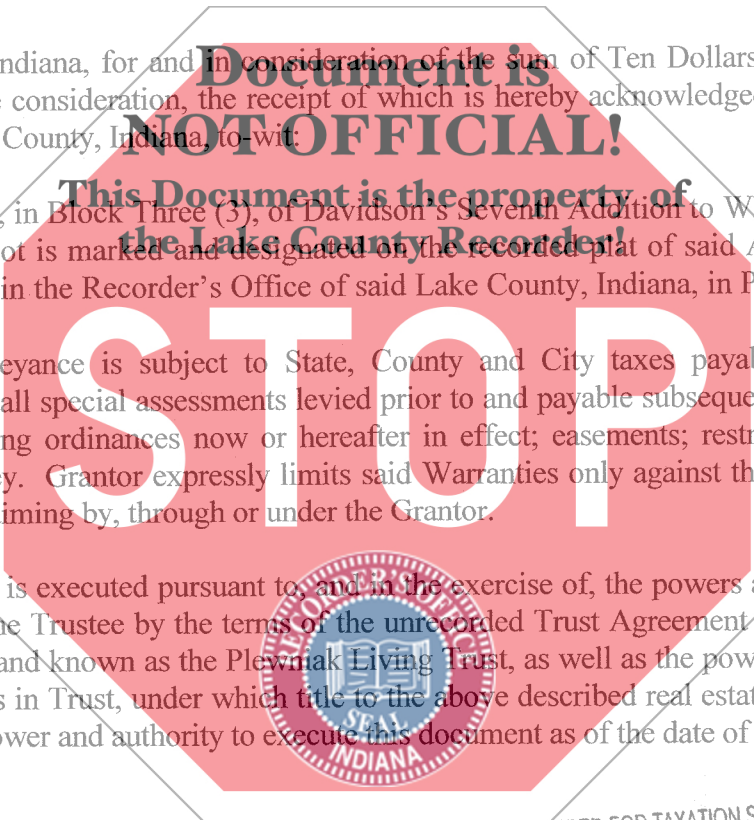 ndiana, for and in consideration of the sum of Ten Dollars
Document is
consideration, the receipt of which is hereby acknowledged
NOT OFFICIAL!
County, Indiana, to-wit:
This Document is the property of
, in Block Three (3), of Davidson's Seventh Addition to W
the Lake County Recorder!
ot is marked and designated on the recorded plat of said A
in the Recorder's Office of said Lake County, Indiana, in P
STOP
eyance is subject to State, County and City taxes payab
all special assessments levied prior to and payable subseque
ng ordinances now or hereafter in effect; easements; restr
y. Grantor expressly limits said Warranties only against th
iming by, through or under the Grantor.
is executed pursuant to, and in the exercise of, the powers a
he Trustee by the terms of the unrecorded Trust Agreement
and known as the Plewniak Living Trust, as well as the pow
s in Trust, under which title to the above described real estat
ower and authority to execute this document as of the date of
RECORDER'S OFFICE
SEAL
INDIANA
FOR TAXATION S